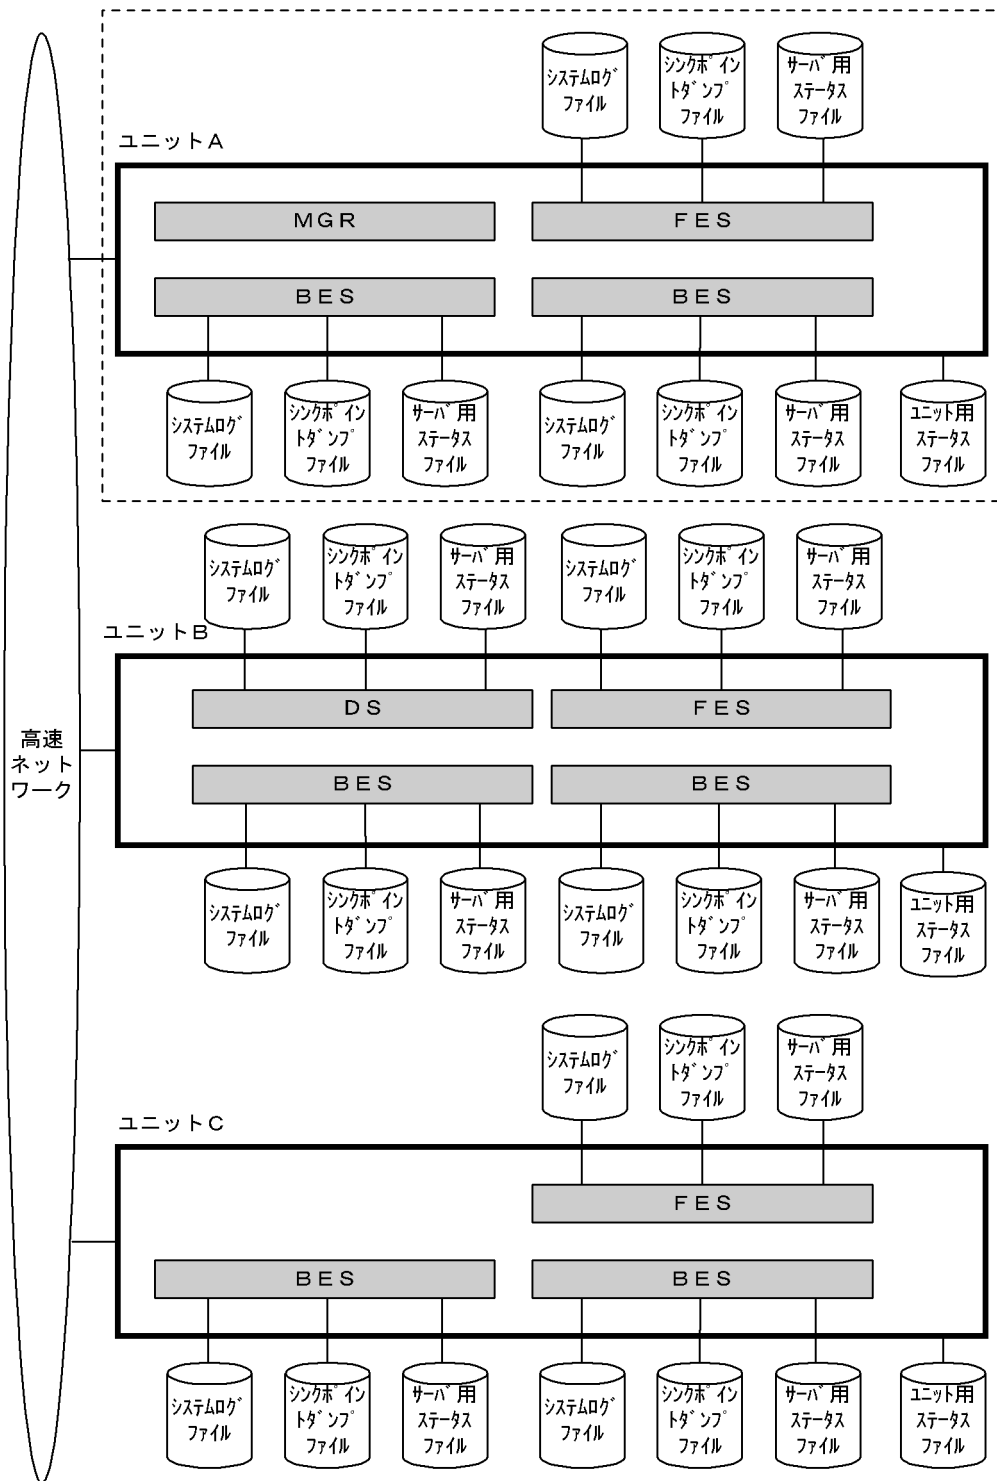 システムログ
ファイル
シンクポイン
トダンプ
ファイル
サーバ用
ステータス
ファイル
ユニットA
MGR
FES
BES
BES
システムログ
ファイル
シンクポイン
トダンプ
ファイル
サーバ用
ステータス
ファイル
システムログ
ファイル
シンクポイン
トダンプ
ファイル
サーバ用
ステータス
ファイル
ユニット用
ステータス
ファイル
システムログ
ファイル
シンクポイン
トダンプ
ファイル
サーバ用
ステータス
ファイル
システムログ
ファイル
シンクポイン
トダンプ
ファイル
サーバ用
ステータス
ファイル
ユニットB
DS
FES
高速
ネット
ワーク
BES
BES
システムログ
ファイル
シンクポイン
トダンプ
ファイル
サーバ用
ステータス
ファイル
システムログ
ファイル
シンクポイン
トダンプ
ファイル
サーバ用
ステータス
ファイル
ユニット用
ステータス
ファイル
システムログ
ファイル
シンクポイン
トダンプ
ファイル
サーバ用
ステータス
ファイル
ユニットC
FES
BES
BES
システムログ
ファイル
シンクポイン
トダンプ
ファイル
サーバ用
ステータス
ファイル
システムログ
ファイル
シンクポイン
トダンプ
ファイル
サーバ用
ステータス
ファイル
ユニット用
ステータス
ファイル